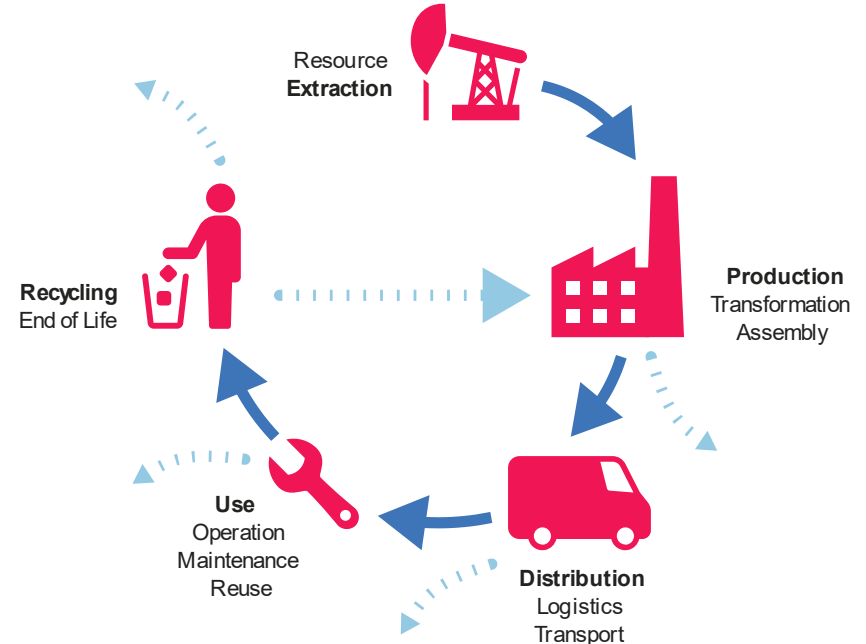 Resource
Extraction
Production
Transformation
Assembly
Distribution
Logistics
Transport
Use
Operation
Maintenance
Reuse
Recycling
End of Life